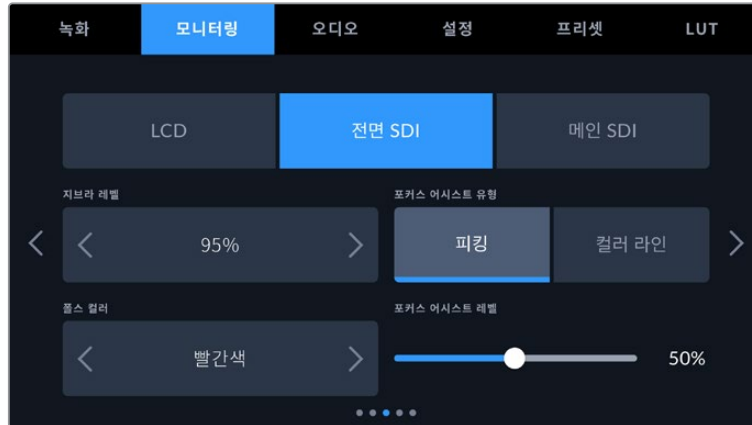 녹화 모니터링 오디오 설정 프리셋 LUT
LCD 전면 SDI 메인 SDI
지브라 레벨 포커스 어시스트 유형
95% 피킹 컬러 라인
폴스 컬러 포커스 어시스트 레벨
빨간색 50%